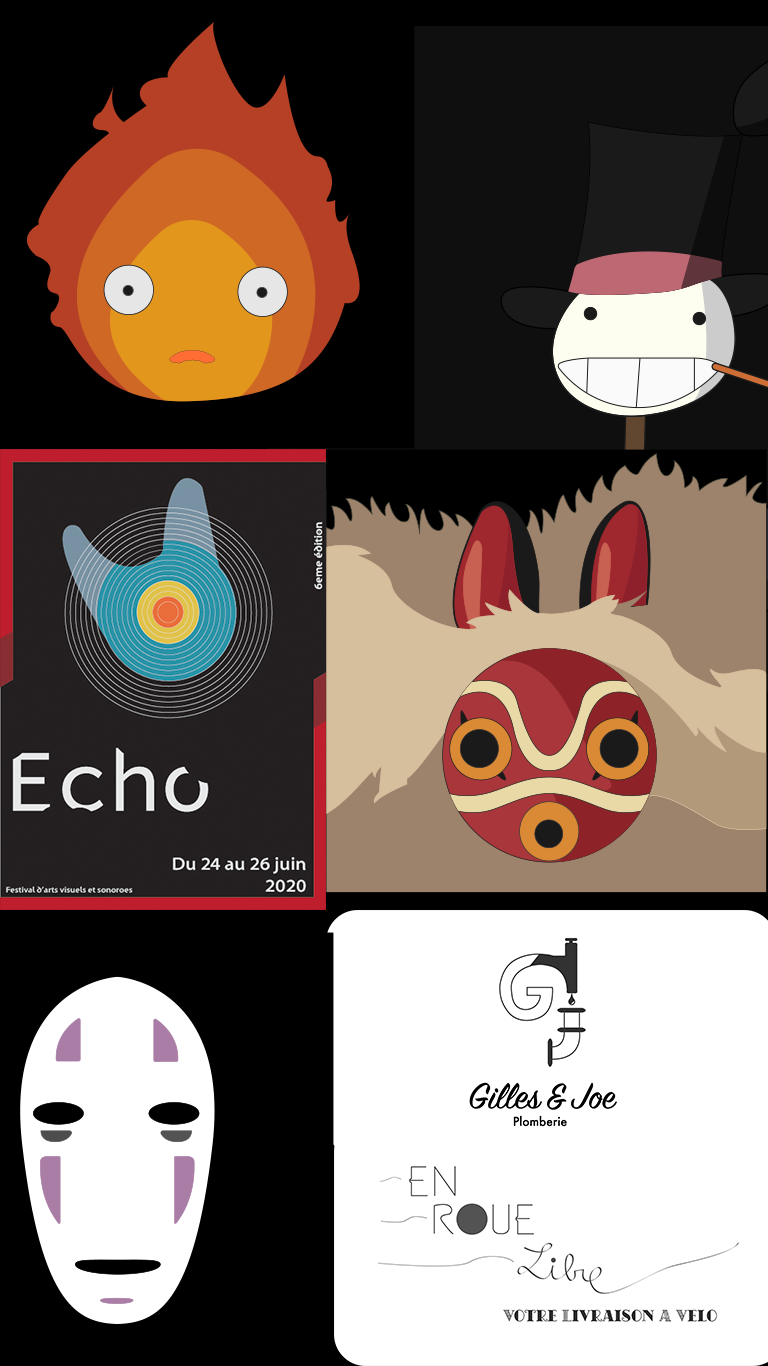 6eme édition
Echo
Du 24 au 26 juin
2020
Festival d'arts visuels et sonoroes
G
J
Gilles & Joe
Plomberie
EN
ROUE
Libre
VOTRE LIVRAISON A VELO